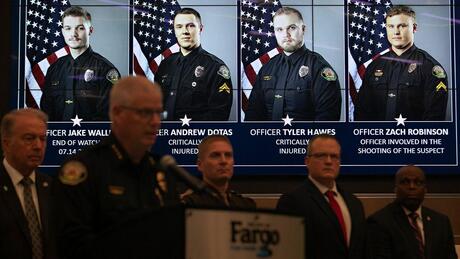 OFFICER JAKE WALL
END OF WATCH
07.14
OFFICER ANDREW DOTAS
CRITICALLY
INJURED
OFFICER TYLER HAWES
CRITICALLY
INJURED
OFFICER ZACH ROBINSON
OFFICER INVOLVED IN THE
SHOOTING OF THE SUSPECT
Fargo